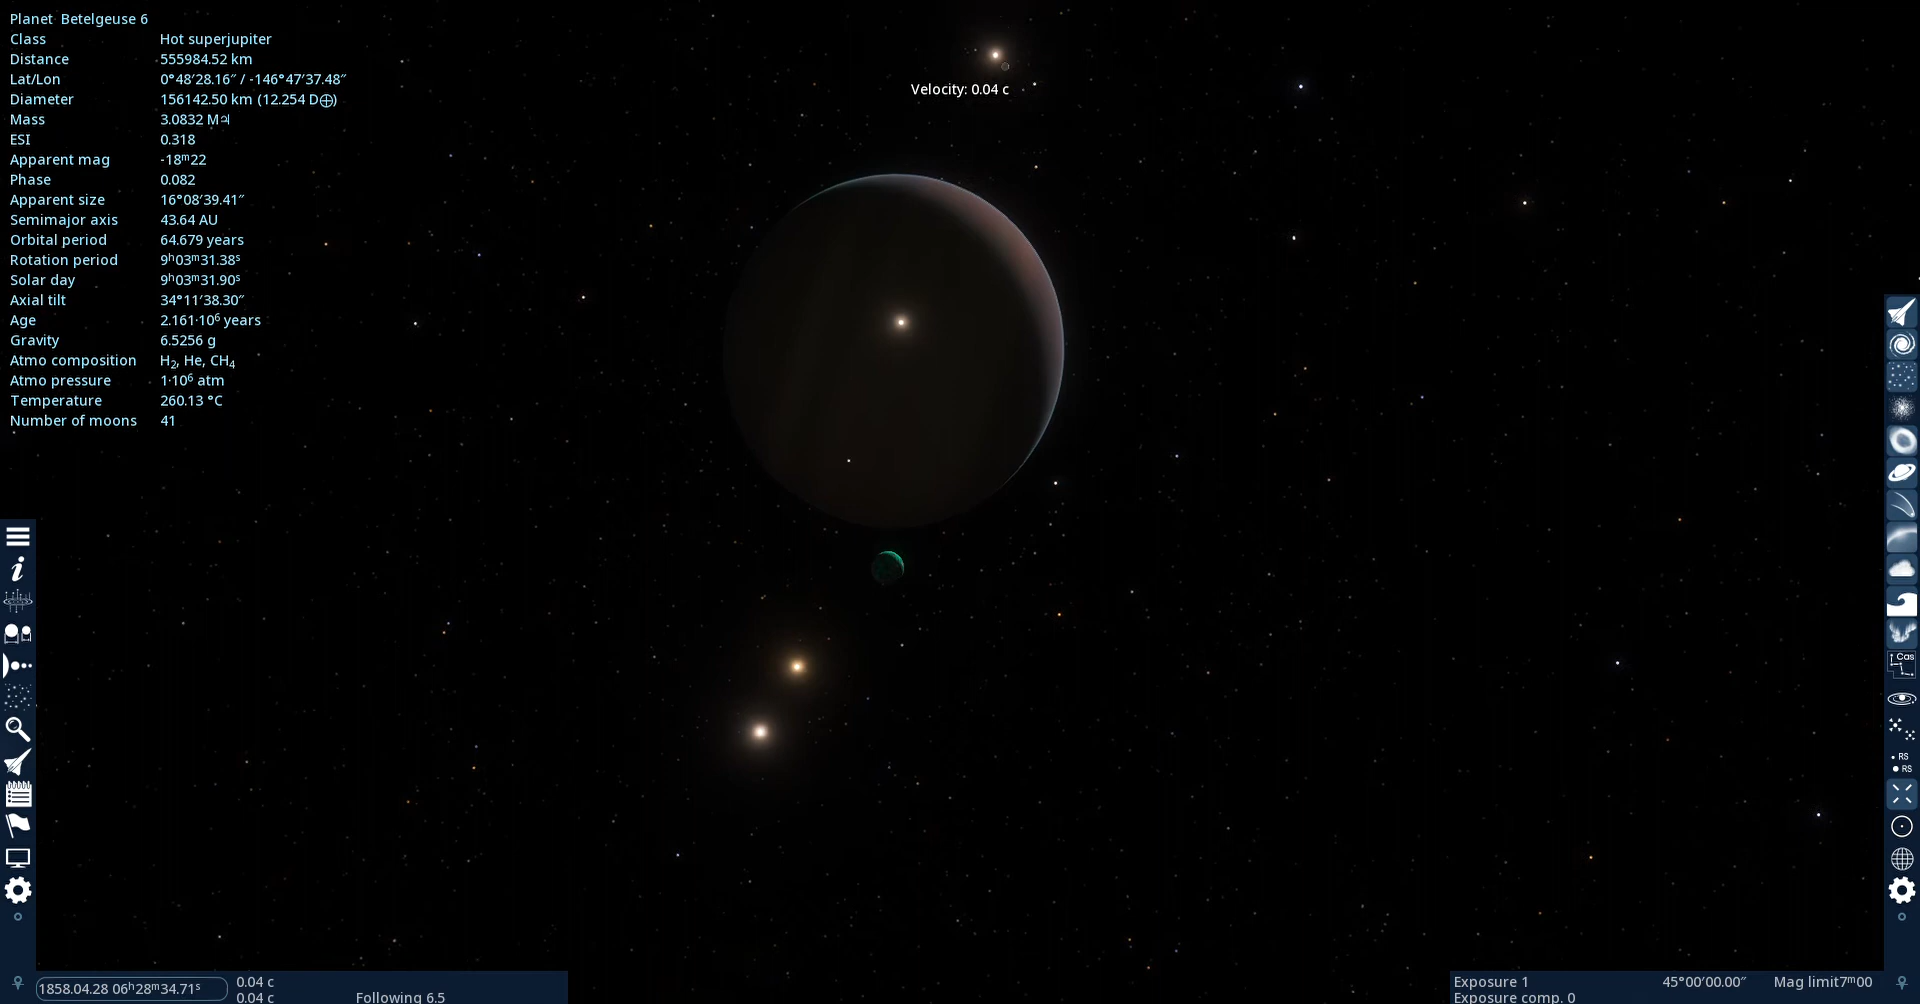 Planet Betelgeuse 6
Class Hot superjupiter
Distance 555984.52 km
Lat/Lon 0°48′28.16″ / -146°47′37.48″
Diameter 156142.50 km (12.254 D⊕)
Mass 3.0832 M♃
ESI 0.318
Apparent mag -18ᵐ22
Phase 0.082
Apparent size 16°08′39.41″
Semimajor axis 43.64 AU
Orbital period 64.679 years
Rotation period 9ʰ03ᵐ31.38ˢ
Solar day 9ʰ03ᵐ31.90ˢ
Axial tilt 34°11′38.30″
Age 2.161·10⁶ years
Gravity 6.5256 g
Atmo composition H₂, He, CH₄
Atmo pressure 1·10⁶ atm
Temperature 260.13 °C
Number of moons 41
Velocity: 0.04 c
Cas
RS
RS
1858.04.28 06ʰ28ᵐ34.71ˢ
0.04 c
0.04 c Following 6.5
Exposure 1 45°00′00.00″ Mag limit7ᵐ00
Exposure comp. 0